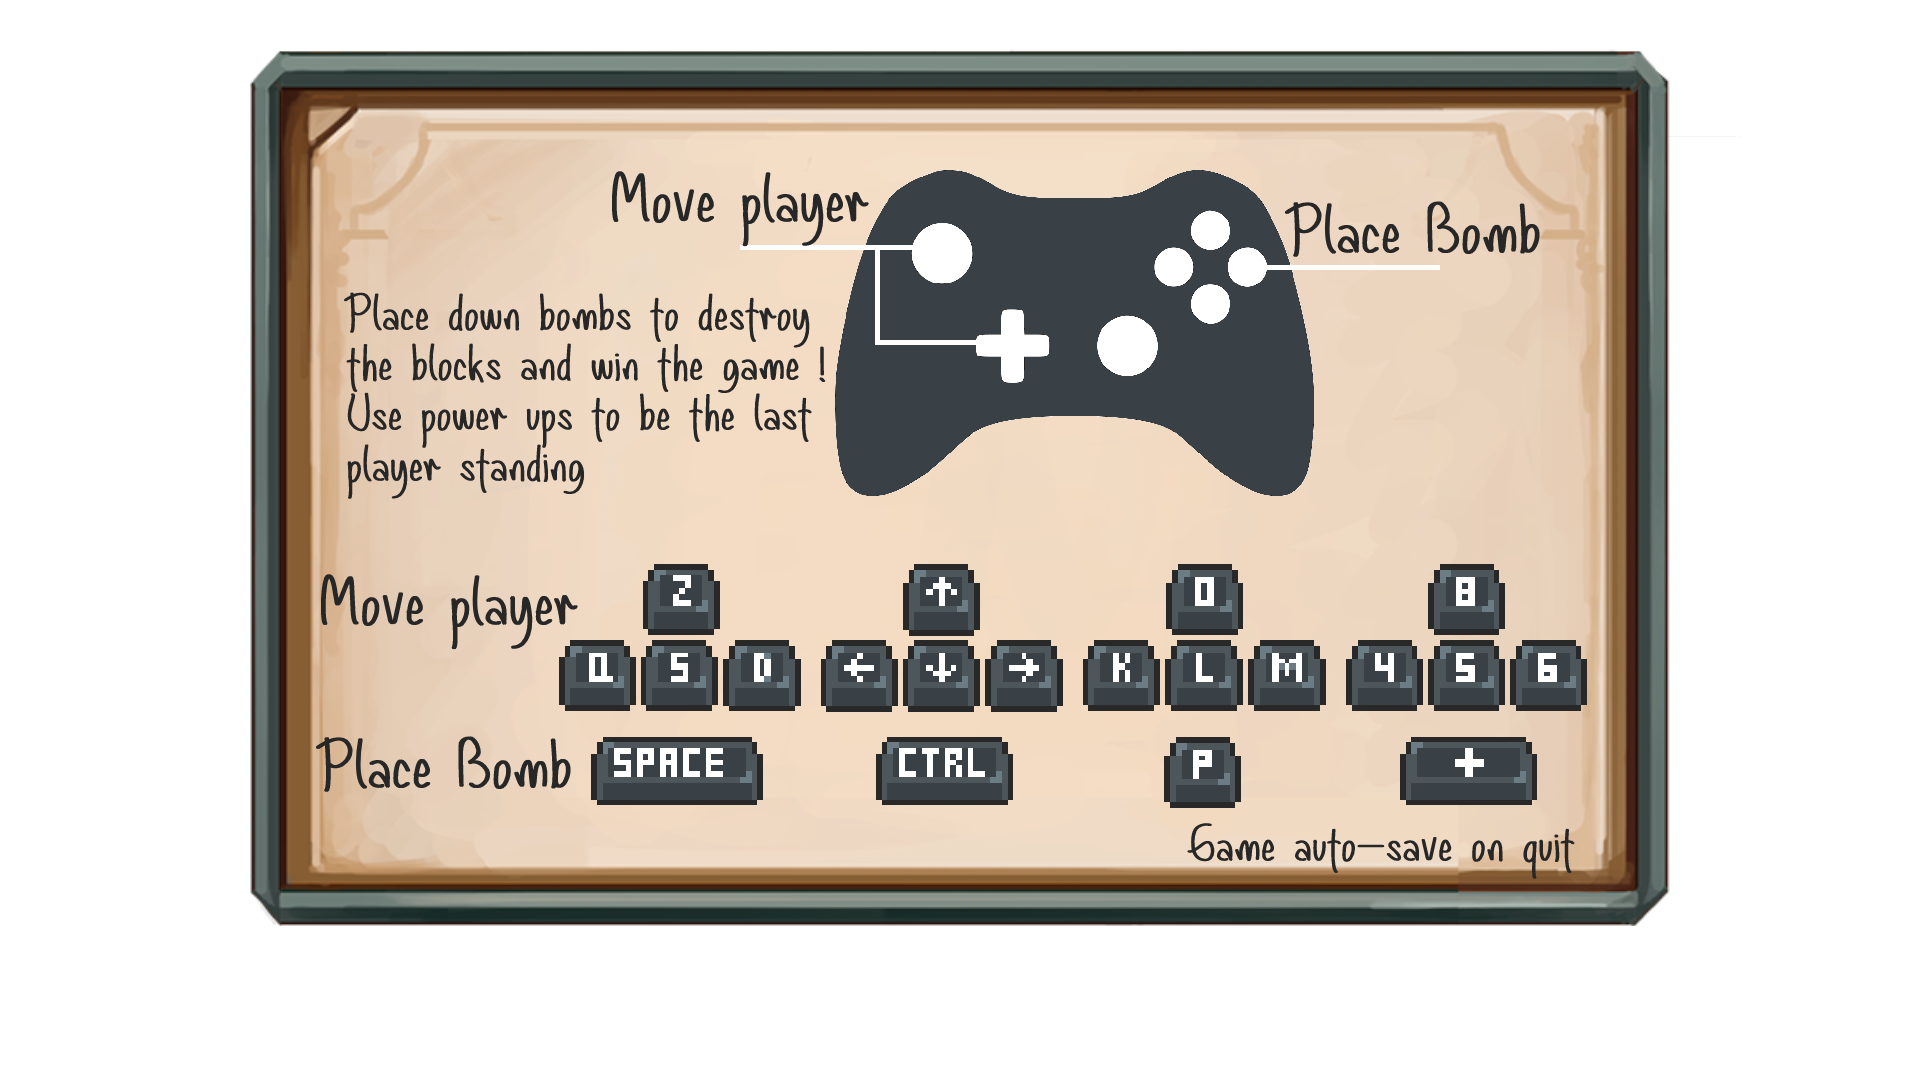 Move player
Place Bomb
Place down bombs to destroy
the blocks and win the game !
Use power ups to be the last
player standing
Move player
Z ↑ O 8
Q S D ← ↓ → K L M 4 5 6
Place Bomb SPACE CTRL P +
Game auto-save on quit